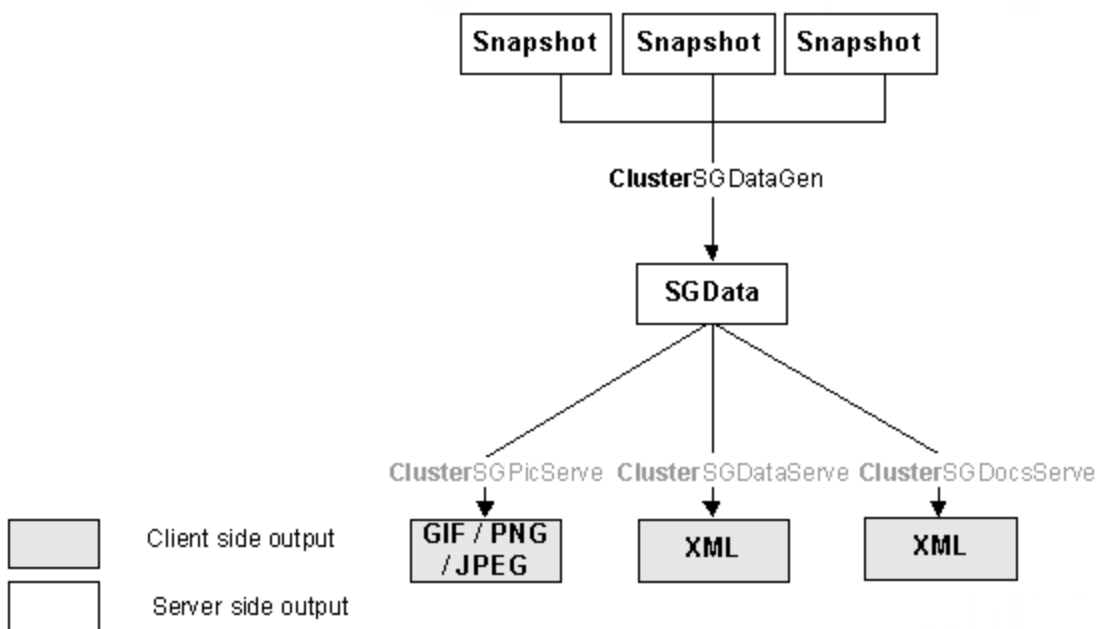 Snapshot Snapshot Snapshot
ClusterSGDataGen
SGData
ClusterSGPicServe ClusterSGDataServe ClusterSGDocsServe
GIF / PNG
/ JPEG
XML
XML
Client side output
Server side output